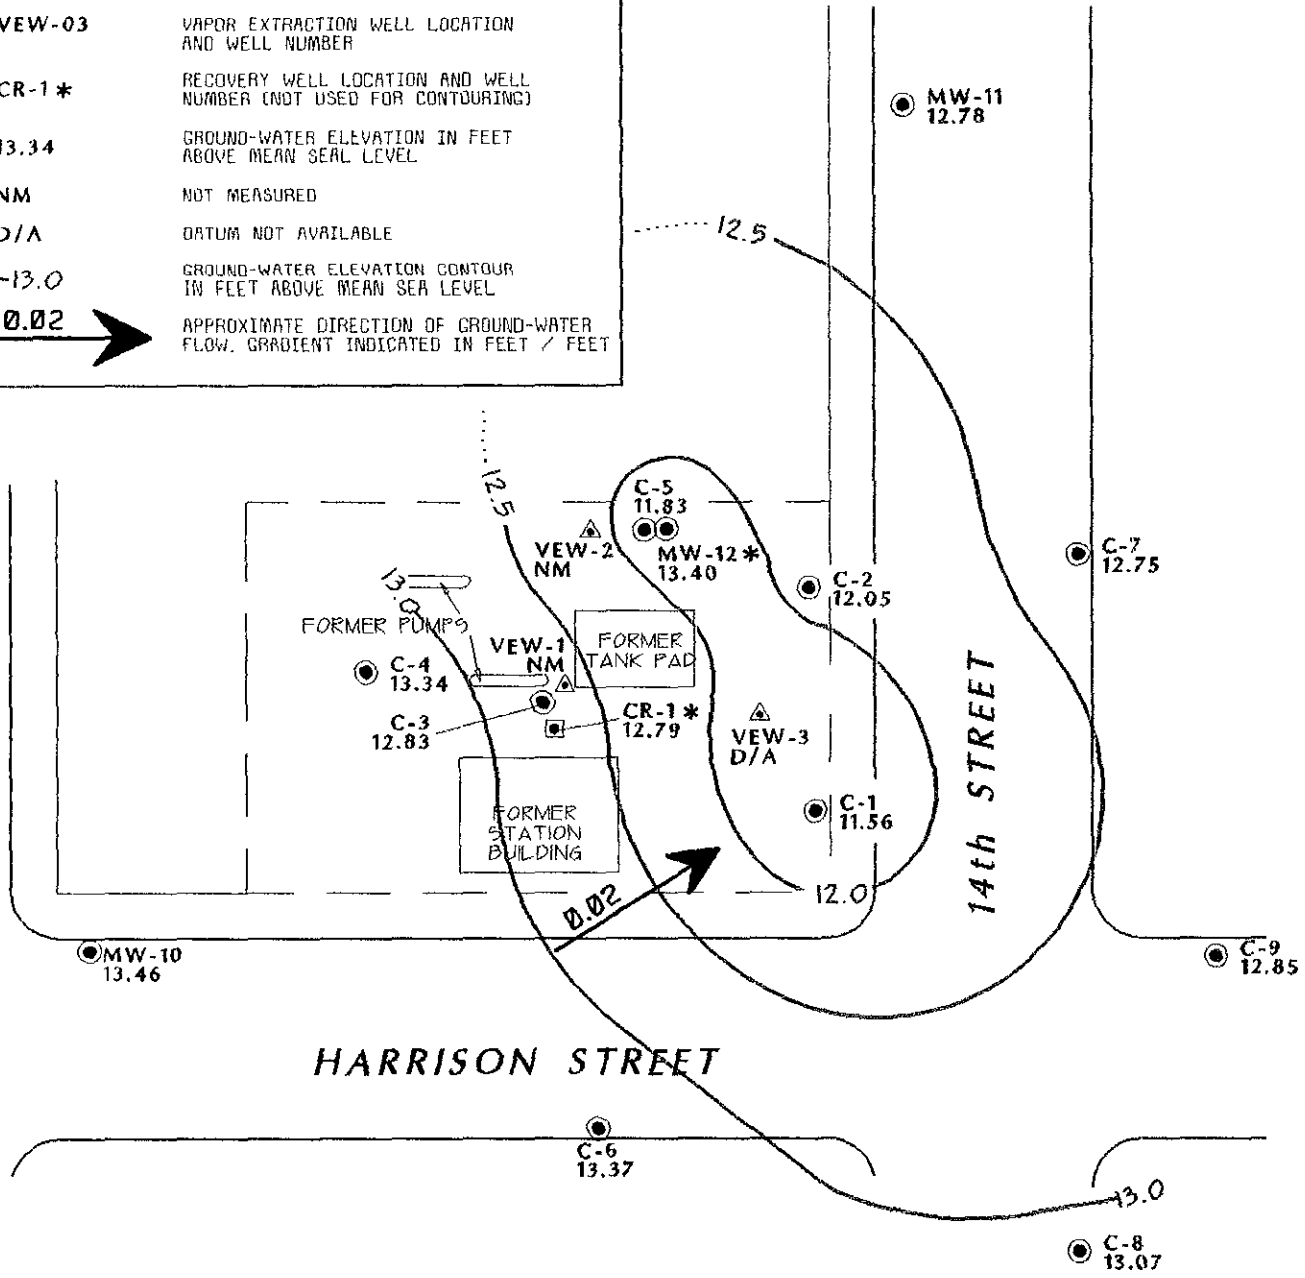 VEW-03 VAPOR EXTRACTION WELL LOCATION
AND WELL NUMBER
CR-1* RECOVERY WELL LOCATION AND WELL
NUMBER (NOT USED FOR CONTOURING)
13.34 GROUND-WATER ELEVATION IN FEET
ABOVE MEAN SEAL LEVEL
NM NOT MEASURED
D/A DATUM NOT AVAILABLE
-13.0 GROUND-WATER ELEVATION CONTOUR
IN FEET ABOVE MEAN SEA LEVEL
0.02 APPROXIMATE DIRECTION OF GROUND-WATER
FLOW. GRADIENT INDICATED IN FEET / FEET
MW-11
12.78
12.5
12.5
C-5
11.83
VEW-2
NM
MW-12*
13.40
C-7
12.75
C-2
12.05
13.0
FORMER PUMPS
FORMER
TANK PAD
VEW-1
NM
C-4
13.34
C-3
12.83
CR-1*
12.79
VEW-3
D/A
C-1
11.56
FORMER
STATION
BUILDING
14th STREET
12.0
0.02
MW-10
13.46
C-9
12.85
HARRISON STREET
C-6
13.37
13.0
C-8
13.07